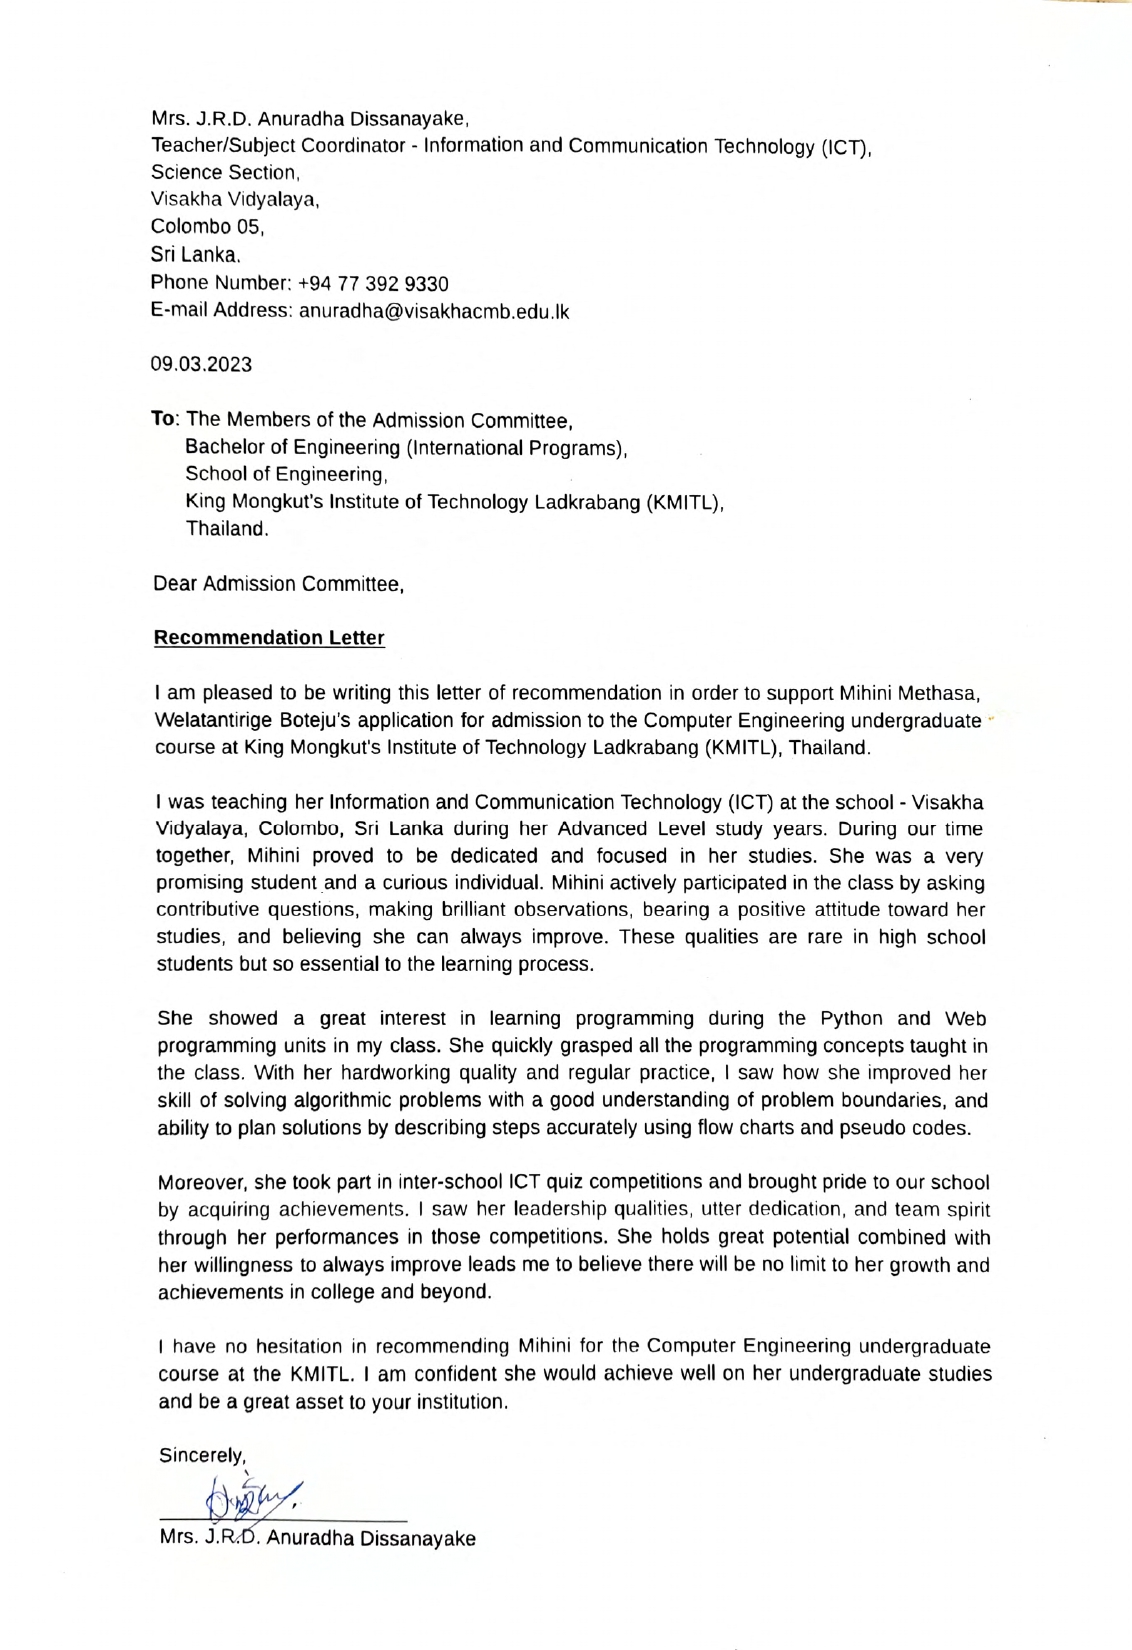 Mrs. J.R.D. Anuradha Dissanayake,
Teacher/Subject Coordinator - Information and Communication Technology (ICT),
Science Section,
Visakha Vidyalaya,
Colombo 05,
Sri Lanka.
Phone Number: +94 77 392 9330
E-mail Address: anuradha@visakhacmb.edu.lk
09.03.2023
To: The Members of the Admission Committee,
Bachelor of Engineering (International Programs),
School of Engineering,
King Mongkut's Institute of Technology Ladkrabang (KMITL),
Thailand.
Dear Admission Committee,
Recommendation Letter
I am pleased to be writing this letter of recommendation in order to support Mihini Methasa,
Welatantirige Boteju's application for admission to the Computer Engineering undergraduate
course at King Mongkut's Institute of Technology Ladkrabang (KMITL), Thailand.
I was teaching her Information and Communication Technology (ICT) at the school - Visakha
Vidyalaya, Colombo, Sri Lanka during her Advanced Level study years. During our time
together, Mihini proved to be dedicated and focused in her studies. She was a very
promising student and a curious individual. Mihini actively participated in the class by asking
contributive questions, making brilliant observations, bearing a positive attitude toward her
studies, and believing she can always improve. These qualities are rare in high school
students but so essential to the learning process.
She showed a great interest in learning programming during the Python and Web
programming units in my class. She quickly grasped all the programming concepts taught in
the class. With her hardworking quality and regular practice, I saw how she improved her
skill of solving algorithmic problems with a good understanding of problem boundaries, and
ability to plan solutions by describing steps accurately using flow charts and pseudo codes.
Moreover, she took part in inter-school ICT quiz competitions and brought pride to our school
by acquiring achievements. I saw her leadership qualities, utter dedication, and team spirit
through her performances in those competitions. She holds great potential combined with
her willingness to always improve leads me to believe there will be no limit to her growth and
achievements in college and beyond.
I have no hesitation in recommending Mihini for the Computer Engineering undergraduate
course at the KMITL. I am confident she would achieve well on her undergraduate studies
and be a great asset to your institution.
Sincerely,
Mrs. J.R.D. Anuradha Dissanayake